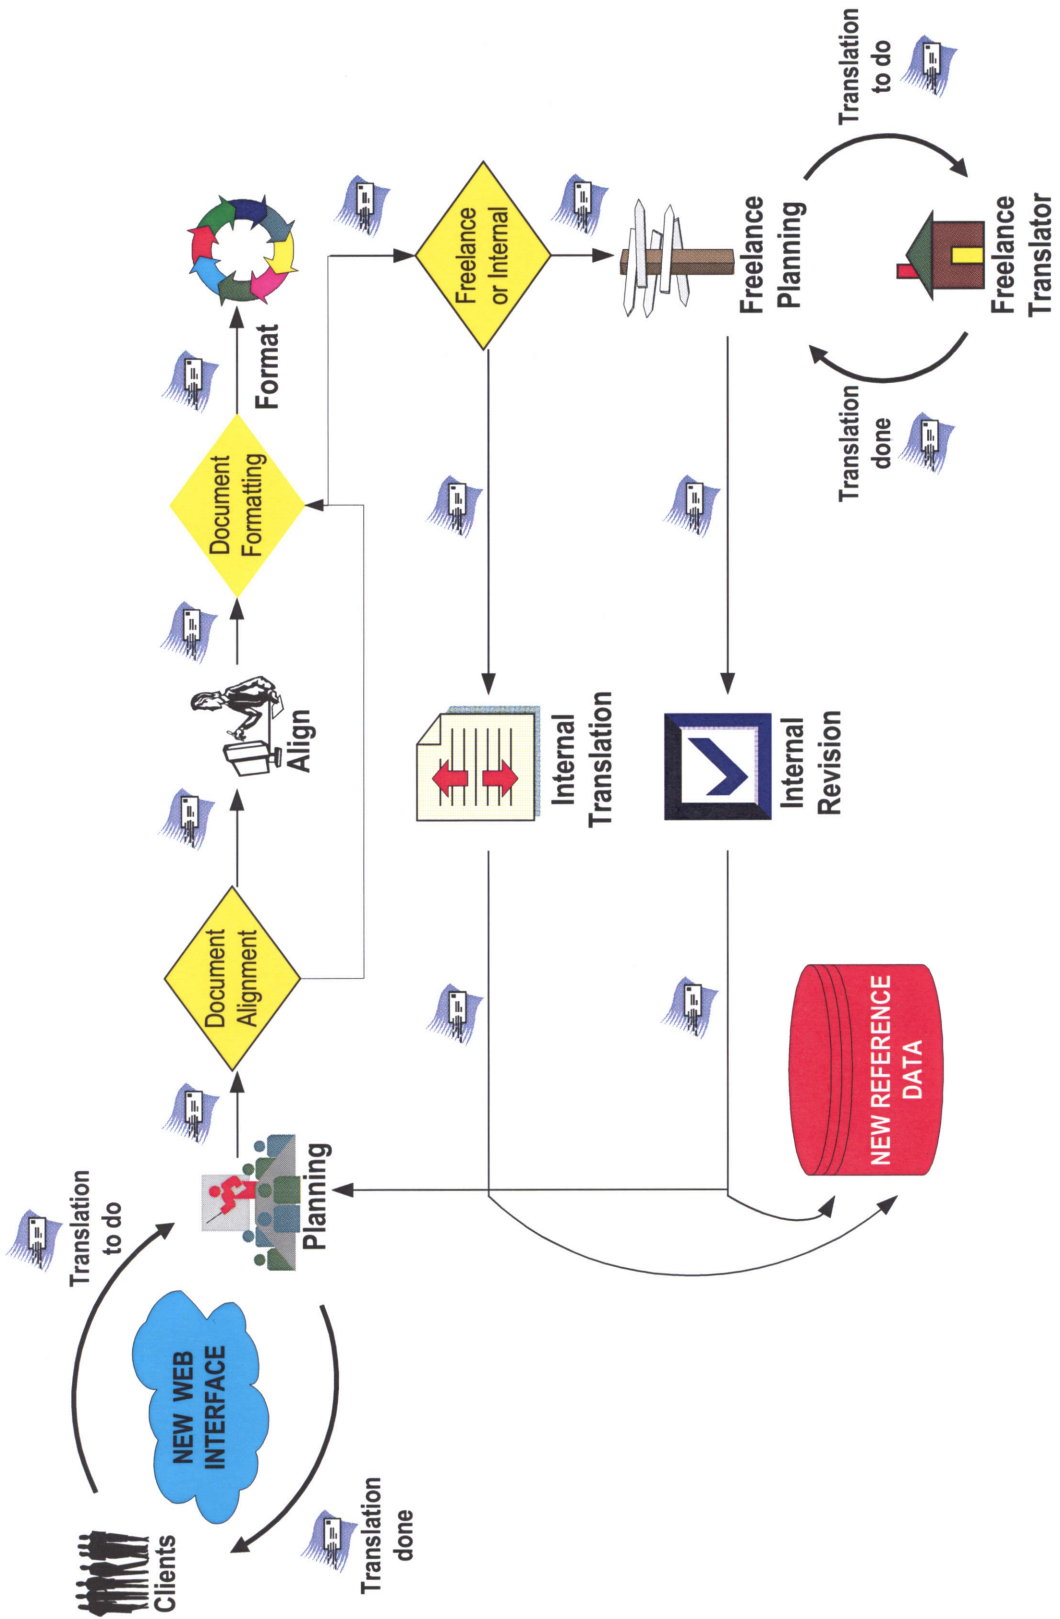 Clients
Translation
to do
NEW WEB
INTERFACE
Translation
done
Planning
Document
Alignment
Align
Document
Formatting
Format
Freelance
or Internal
Internal
Translation
Freelance
Planning
Internal
Revision
NEW REFERENCE
DATA
Translation
to do
Translation
done
Freelance
Translator